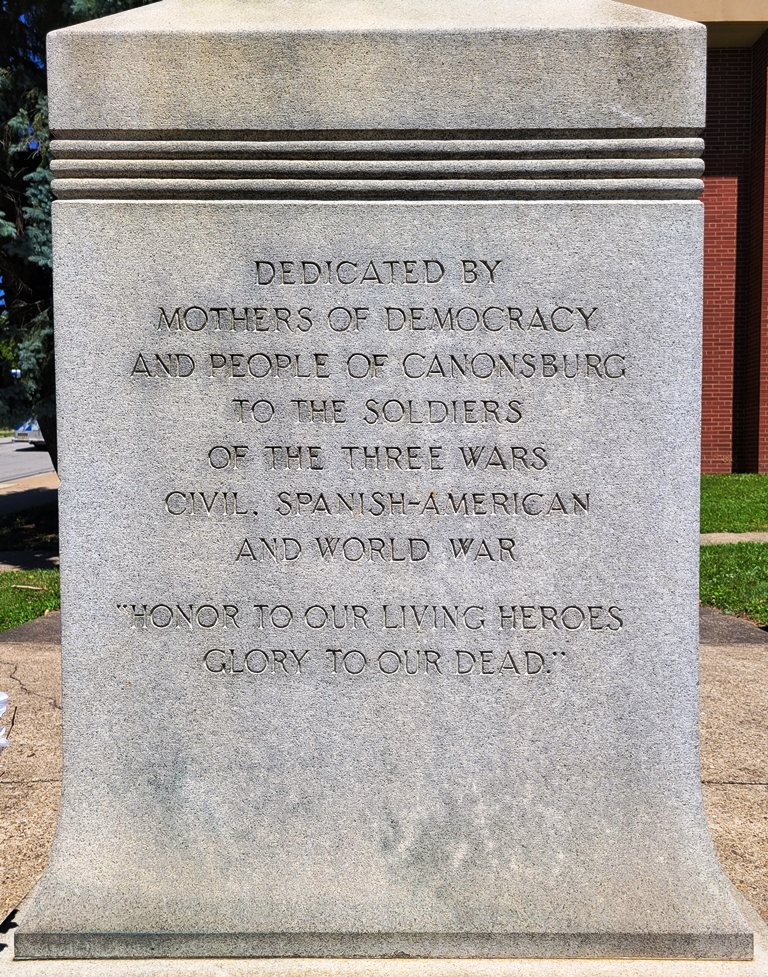 DEDICATED BY
MOTHERS OF DEMOCRACY
AND PEOPLE OF CANONSBURG
TO THE SOLDIERS
OF THE THREE WARS
CIVIL, SPANISH-AMERICAN
AND WORLD WAR
"HONOR TO OUR LIVING HEROES
GLORY TO OUR DEAD."